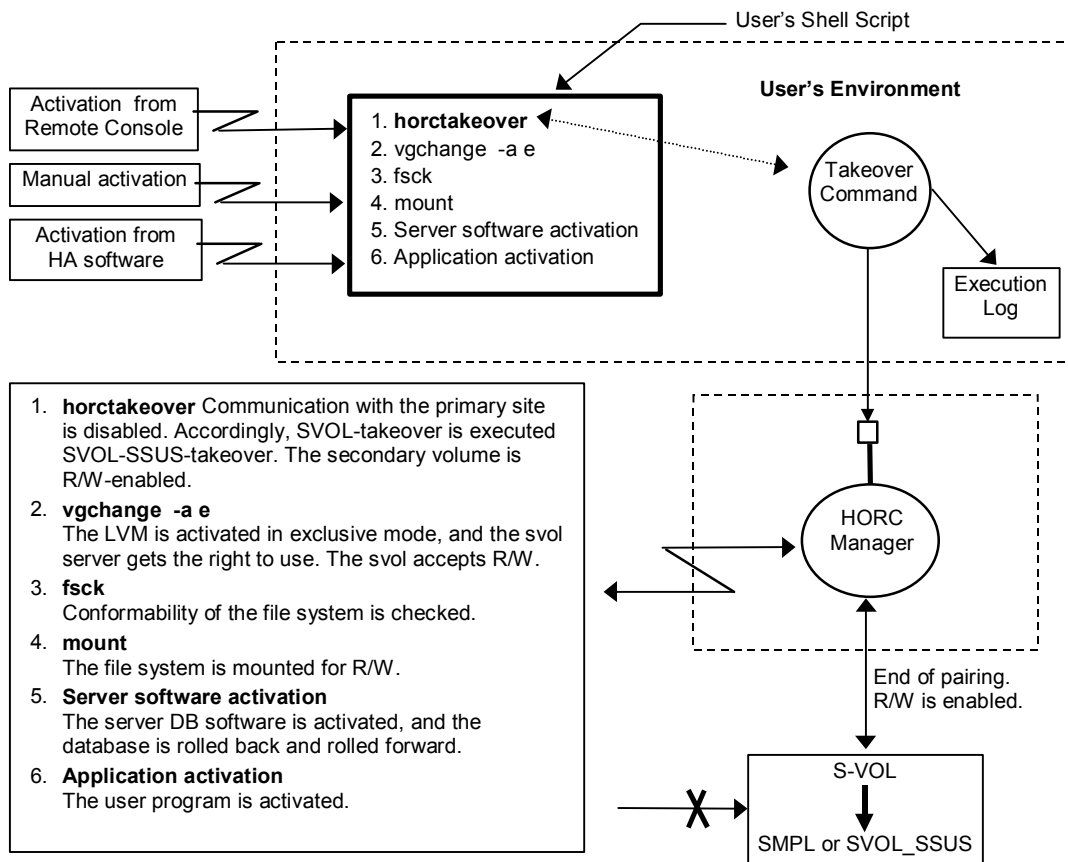 User's Shell Script
User's Environment
Activation from
Remote Console
Manual activation
Activation from
HA software
1. horctakeover
2. vgchange -a e
3. fsck
4. mount
5. Server software activation
6. Application activation
Takeover
Command
Execution
Log
1. horctakeover Communication with the primary site
is disabled. Accordingly, SVOL-takeover is executed
SVOL-SSUS-takeover. The secondary volume is
R/W-enabled.
2. vgchange -a e
The LVM is activated in exclusive mode, and the svol
server gets the right to use. The svol accepts R/W.
3. fsck
Conformability of the file system is checked.
4. mount
The file system is mounted for R/W.
5. Server software activation
The server DB software is activated, and the
database is rolled back and rolled forward.
6. Application activation
The user program is activated.
HORC
Manager
End of pairing.
R/W is enabled.
S-VOL
SMPL or SVOL_SSUS